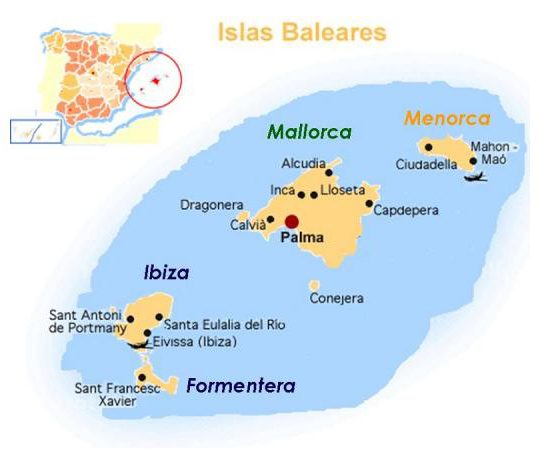 Islas Baleares
Menorca
Mallorca
Mahon -
Maó
Ciudadella
Alcudia
Inca
Lloseta
Dragonera
Capdepera
Calvià
Palma
Ibiza
Conejera
Sant Antoni
de Portmany
Santa Eulalia del Río
Eivissa (Ibiza)
Formentera
Sant Francesc
Xavier